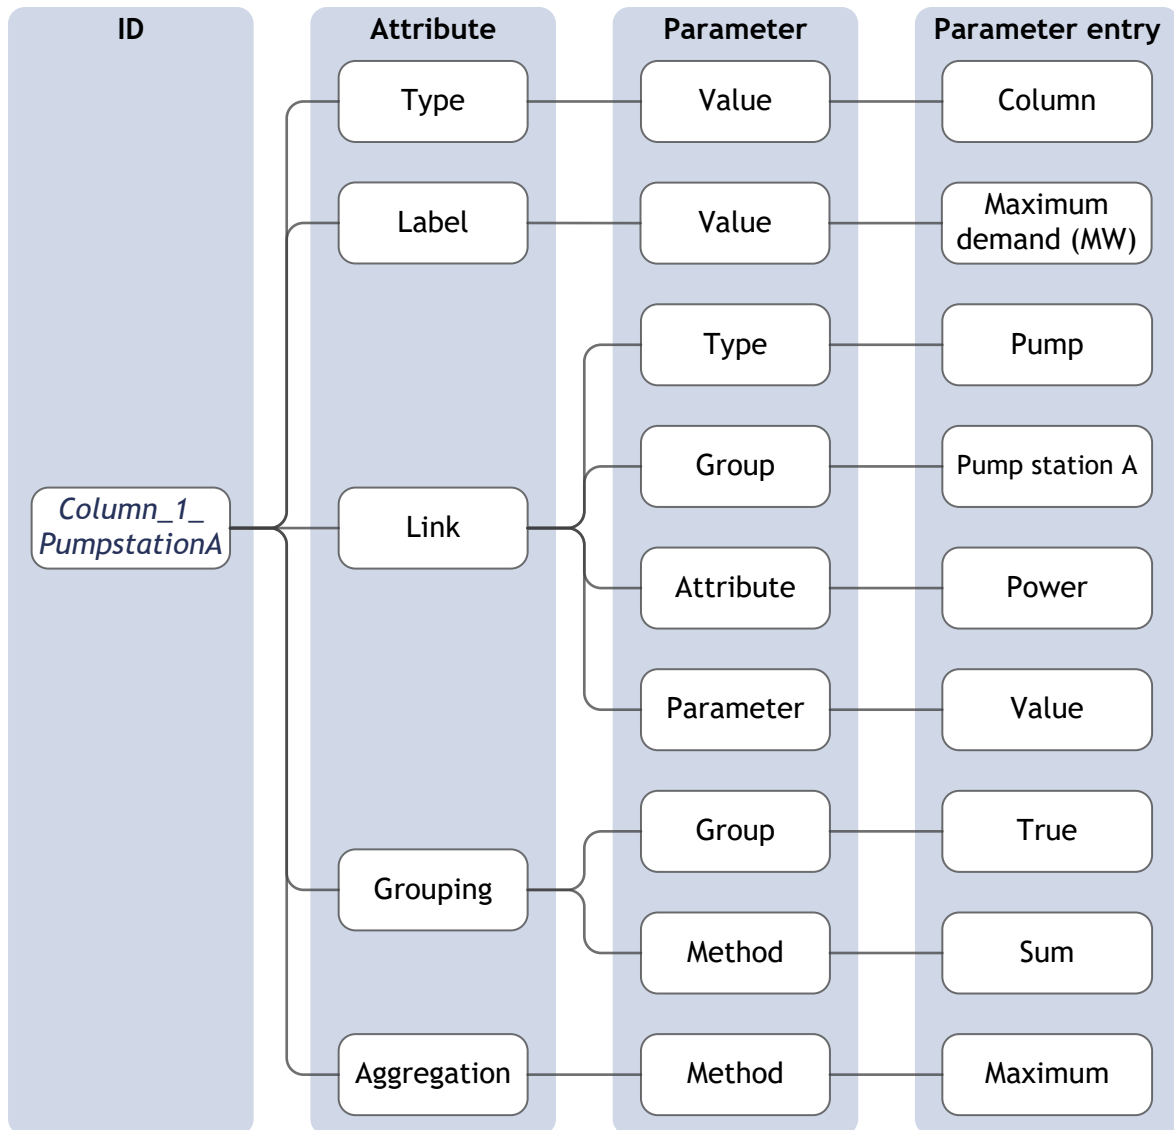 ID
Attribute
Parameter
Parameter entry
Type
Value
Column
Label
Value
Maximum
demand (MW)
Type
Pump
Group
Pump station A
Column_1_
PumpstationA
Link
Attribute
Power
Parameter
Value
Group
True
Grouping
Method
Sum
Aggregation
Method
Maximum